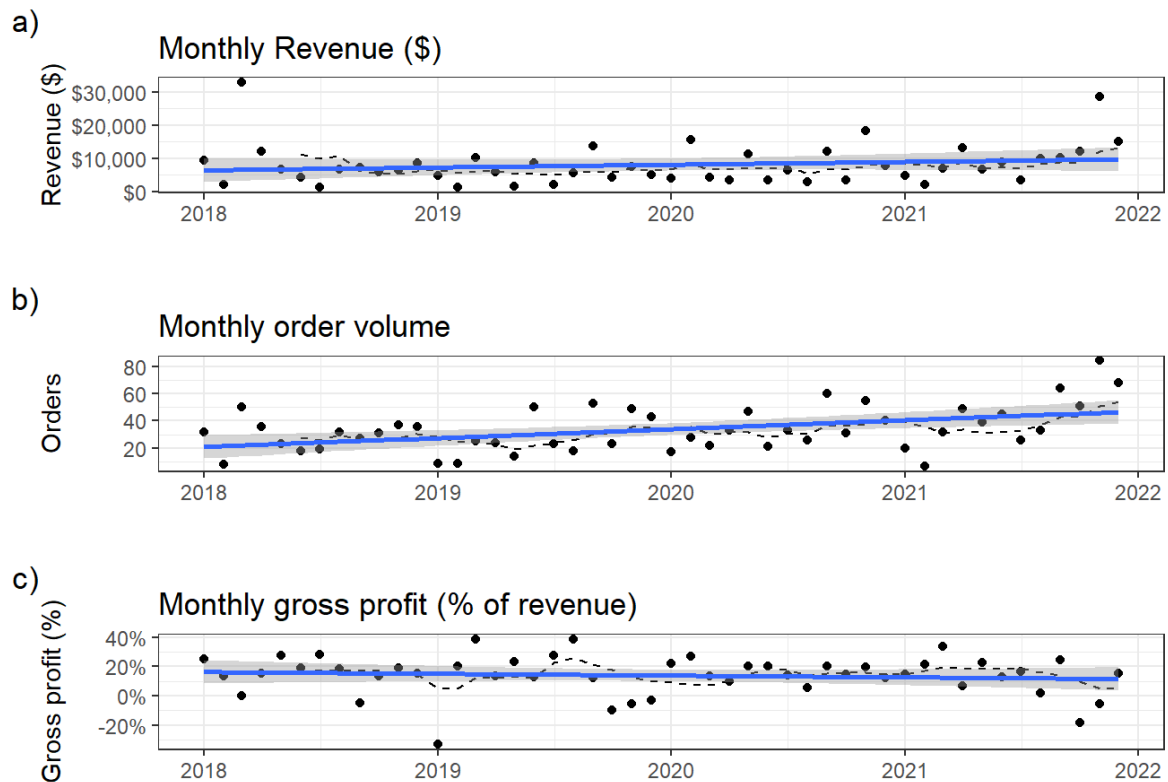 a)
Monthly Revenue ($)
Revenue ($)
$30,000
$20,000
$10,000
$0
2018 2019 2020 2021 2022
b)
Monthly order volume
Orders
80
60
40
20
2018 2019 2020 2021 2022
c)
Monthly gross profit (% of revenue)
Gross profit (%)
40%
20%
0%
-20%
2018 2019 2020 2021 2022